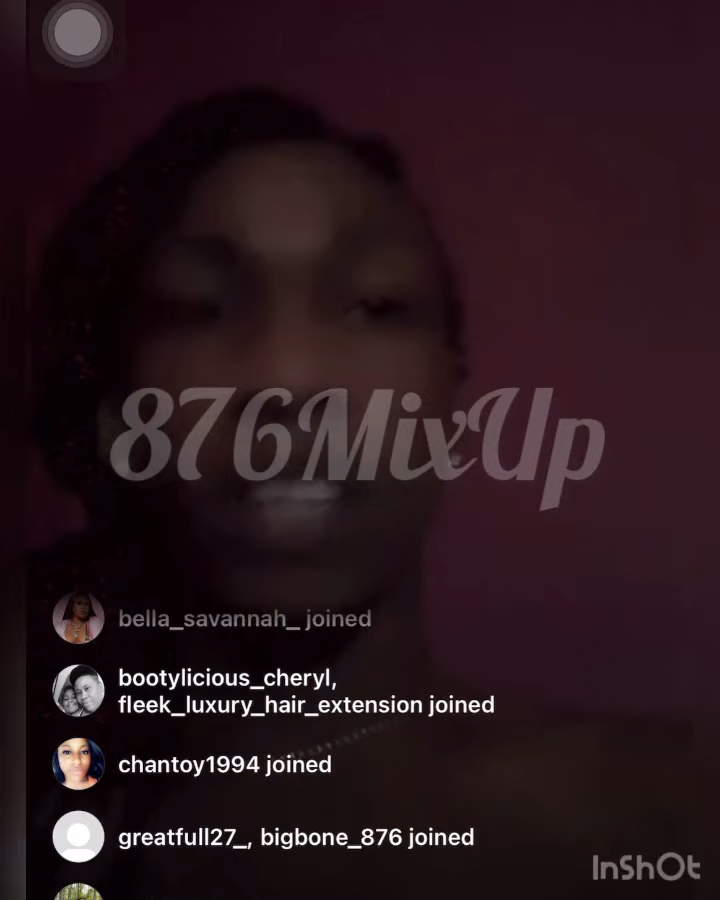 876MixUp
bella_savannah_ joined
bootylicious_cheryl,
fleek_luxury_hair_extension joined
chantoy1994 joined
greatfull27_, bigbone_876 joined
InShOt